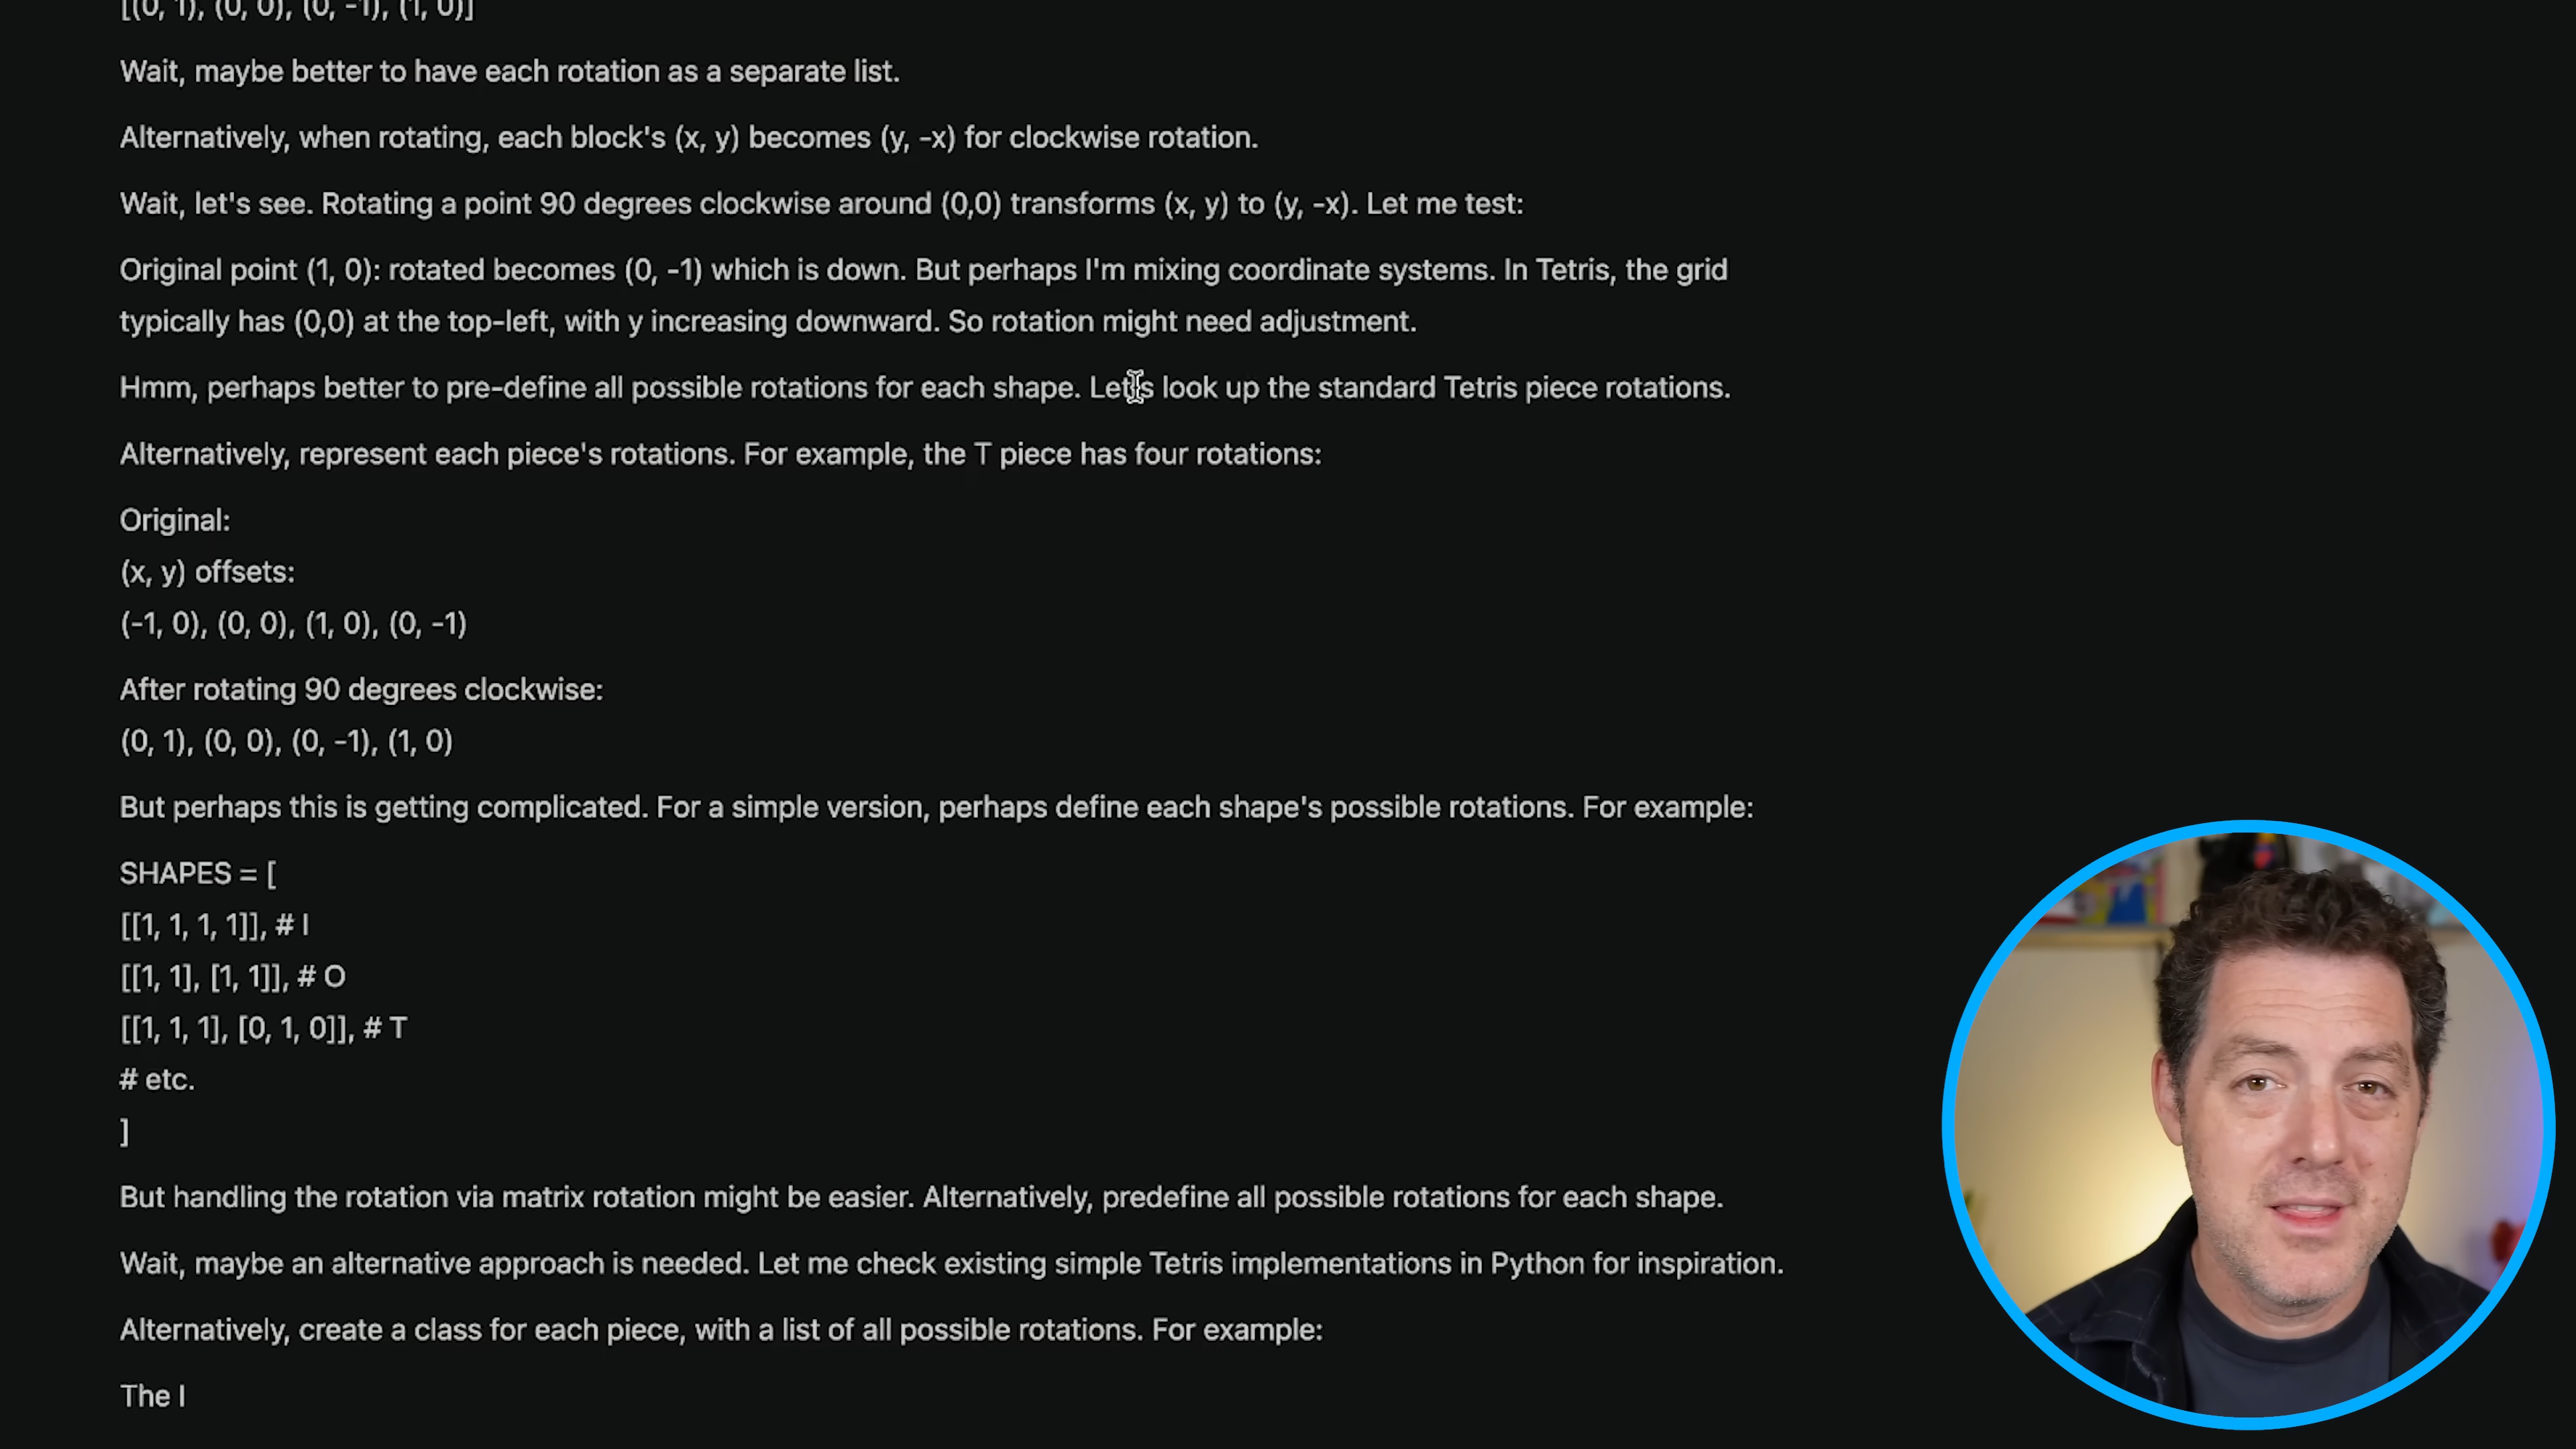 [(0, 1), (0, 0), (0, -1), (1, 0)]
Wait, maybe better to have each rotation as a separate list.
Alternatively, when rotating, each block's (x, y) becomes (y, -x) for clockwise rotation.
Wait, let's see. Rotating a point 90 degrees clockwise around (0,0) transforms (x, y) to (y, -x). Let me test:
Original point (1, 0): rotated becomes (0, -1) which is down. But perhaps I'm mixing coordinate systems. In Tetris, the grid
typically has (0,0) at the top-left, with y increasing downward. So rotation might need adjustment.
Hmm, perhaps better to pre-define all possible rotations for each shape. Let's look up the standard Tetris piece rotations.
Alternatively, represent each piece's rotations. For example, the T piece has four rotations:
Original:
(x, y) offsets:
(-1, 0), (0, 0), (1, 0), (0, -1)
After rotating 90 degrees clockwise:
(0, 1), (0, 0), (0, -1), (1, 0)
But perhaps this is getting complicated. For a simple version, perhaps define each shape's possible rotations. For example:
SHAPES = [
[[1, 1, 1, 1]], # I
[[1, 1], [1, 1]], # O
[[1, 1, 1], [0, 1, 0]], # T
# etc.
]
But handling the rotation via matrix rotation might be easier. Alternatively, predefine all possible rotations for each shape.
Wait, maybe an alternative approach is needed. Let me check existing simple Tetris implementations in Python for inspiration.
Alternatively, create a class for each piece, with a list of all possible rotations. For example:
The I